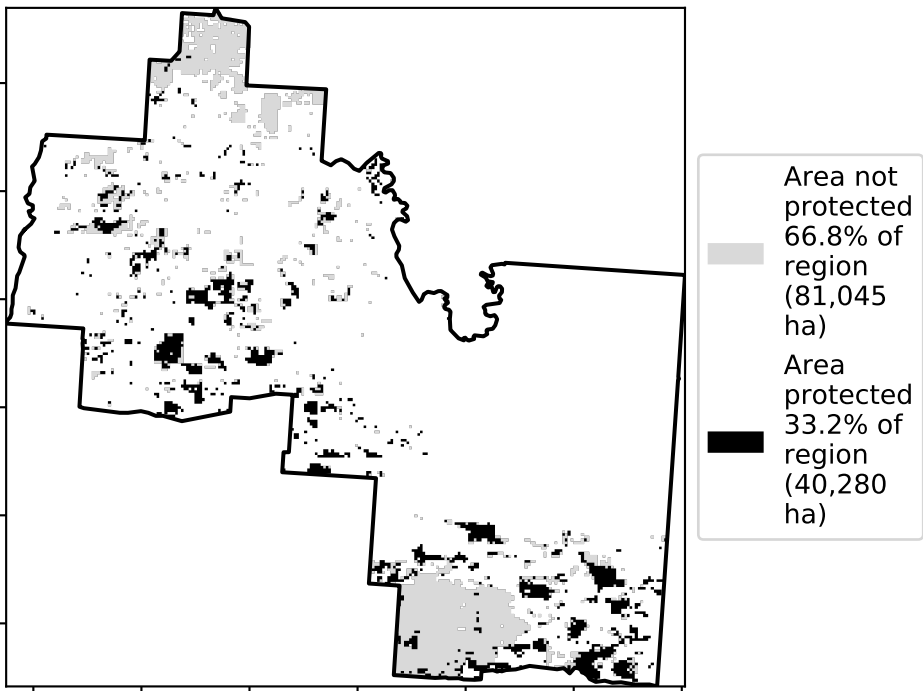 Area not
protected
66.8% of
region
(81,045
ha)
Area
protected
33.2% of
region
(40,280
ha)